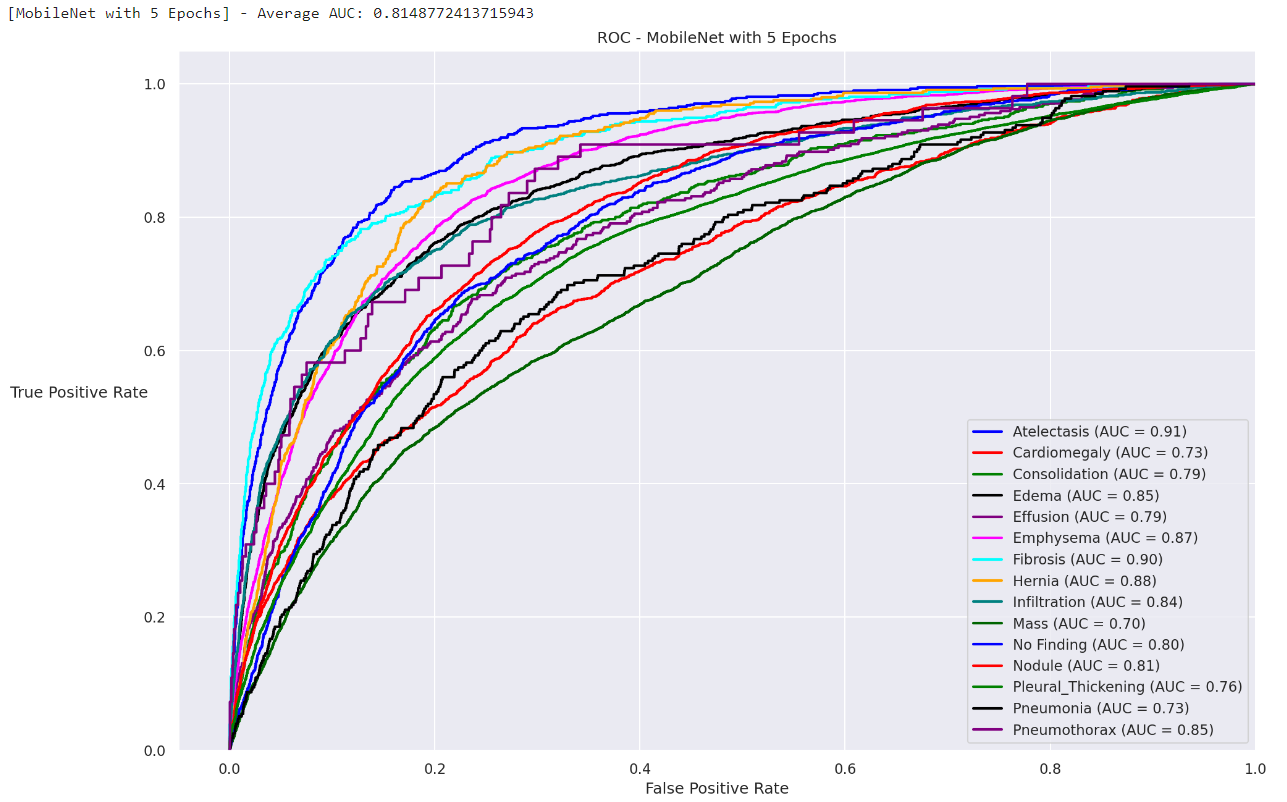 [MobileNet with 5 Epochs] - Average AUC: 0.8148772413715943
ROC - MobileNet with 5 Epochs
1.0
0.8
0.6
True Positive Rate
0.4
0.2
0.0
Atelectasis (AUC = 0.91)
Cardiomegaly (AUC = 0.73)
Consolidation (AUC = 0.79)
Edema (AUC = 0.85)
Effusion (AUC = 0.79)
Emphysema (AUC = 0.87)
Fibrosis (AUC = 0.90)
Hernia (AUC = 0.88)
Infiltration (AUC = 0.84)
Mass (AUC = 0.70)
No Finding (AUC = 0.80)
Nodule (AUC = 0.81)
Pleural_Thickening (AUC = 0.76)
Pneumonia (AUC = 0.73)
Pneumothorax (AUC = 0.85)
0.0 0.2 0.4 0.6 0.8 1.0
False Positive Rate